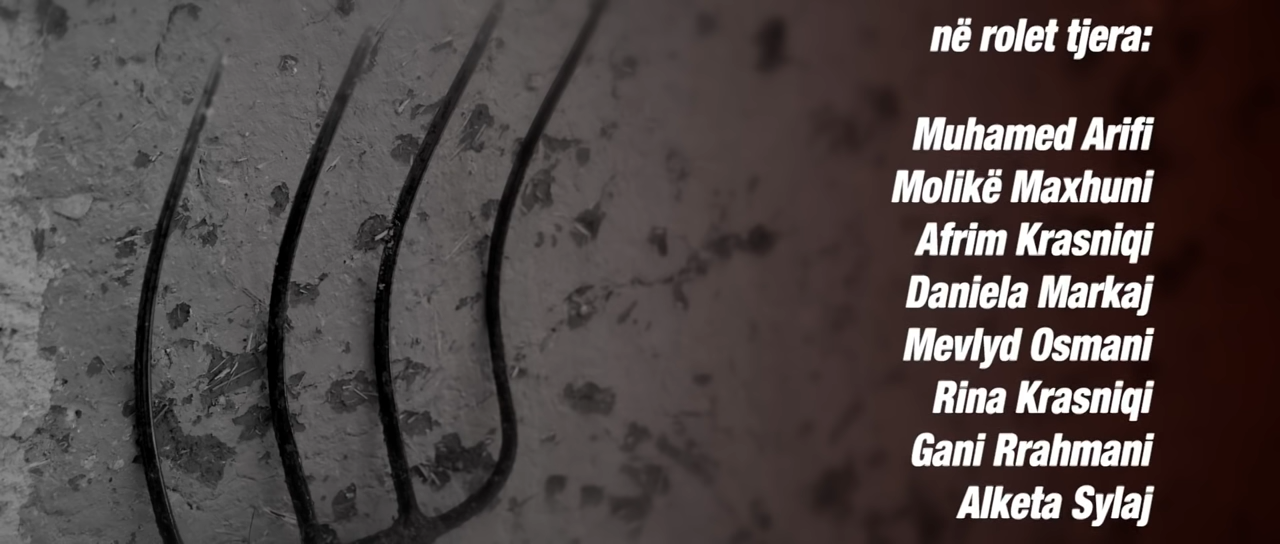 në rolet tjera:
Muhamed Arifi
Molikë Maxhuni
Afrim Krasniqi
Daniela Markaj
Mevlyd Osmani
Rina Krasniqi
Gani Rrahmani
Alketa Sylaj